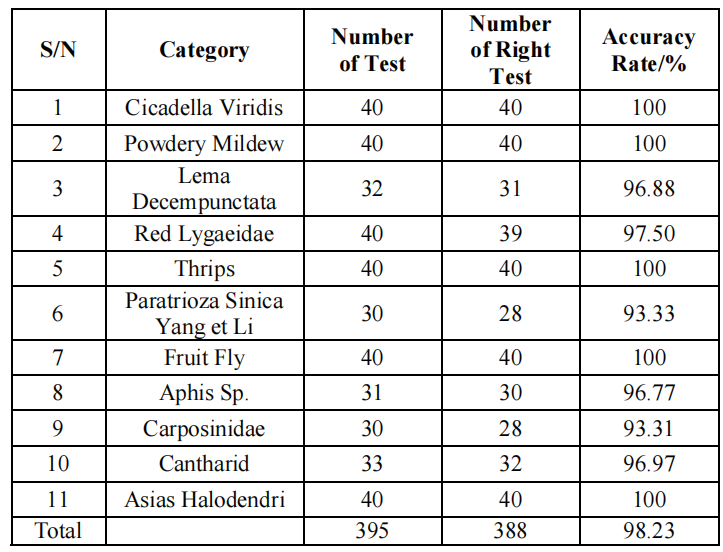 S/N Category Number of Test Number of Right Test Accuracy Rate/%
1 Cicadella Viridis 40 40 100
2 Powdery Mildew 40 40 100
3 Lema Decempunctata 32 31 96.88
4 Red Lygaeidae 40 39 97.50
5 Thrips 40 40 100
6 Paratrioza Sinica Yang et Li 30 28 93.33
7 Fruit Fly 40 40 100
8 Aphis Sp. 31 30 96.77
9 Carposinidae 30 28 93.31
10 Cantharid 33 32 96.97
11 Asias Halodendri 40 40 100
Total 395 388 98.23